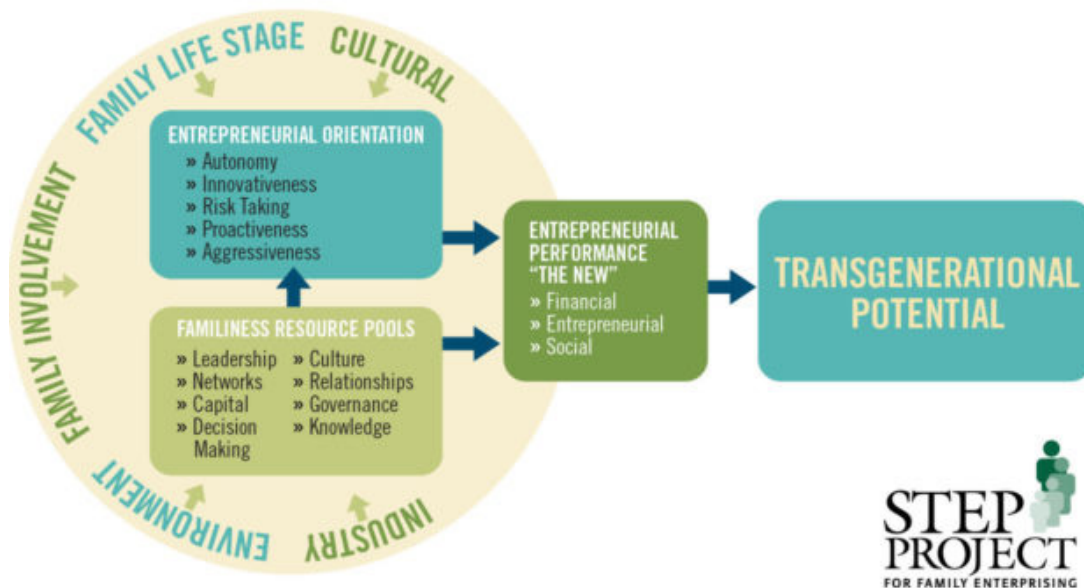 FAMILY LIFE STAGE
CULTURAL
FAMILY INVOLVEMENT
ENVIRONMENT
INDUSTRY
ENTREPRENEURIAL ORIENTATION
» Autonomy
» Innovativeness
» Risk Taking
» Proactiveness
» Aggressiveness
FAMILINESS RESOURCE POOLS
» Leadership
» Networks
» Capital
» Decision
Making
» Culture
» Relationships
» Governance
» Knowledge
ENTREPRENEURIAL
PERFORMANCE
"THE NEW"
» Financial
» Entrepreneurial
» Social
TRANSGENERATIONAL
POTENTIAL
STEP
PROJECT
FOR FAMILY ENTERPRISING